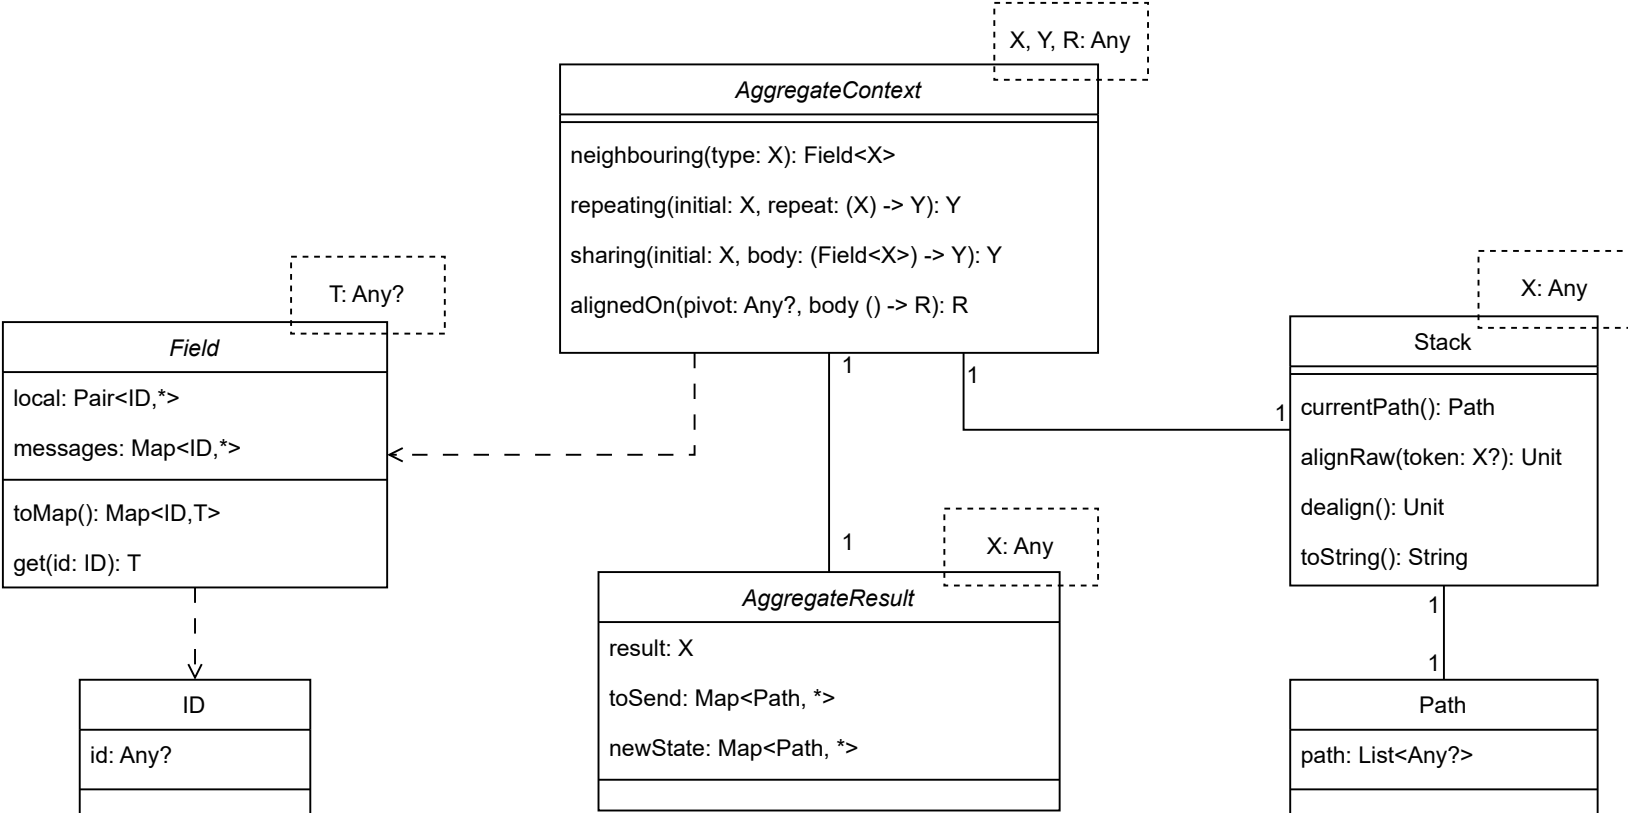 X, Y, R: Any
AggregateContext
neighbouring(type: X): Field<X>
repeating(initial: X, repeat: (X) -> Y): Y
sharing(initial: X, body: (Field<X>) -> Y): Y
alignedOn(pivot: Any?, body () -> R): R
T: Any?
Field
local: Pair<ID,*>
messages: Map<ID,*>
toMap(): Map<ID,T>
get(id: ID): T
X: Any
Stack
currentPath(): Path
alignRaw(token: X?): Unit
dealign(): Unit
toString(): String
1
1
1
1
X: Any
AggregateResult
result: X
toSend: Map<Path, *>
newState: Map<Path, *>
1
1
ID
id: Any?
Path
path: List<Any?>